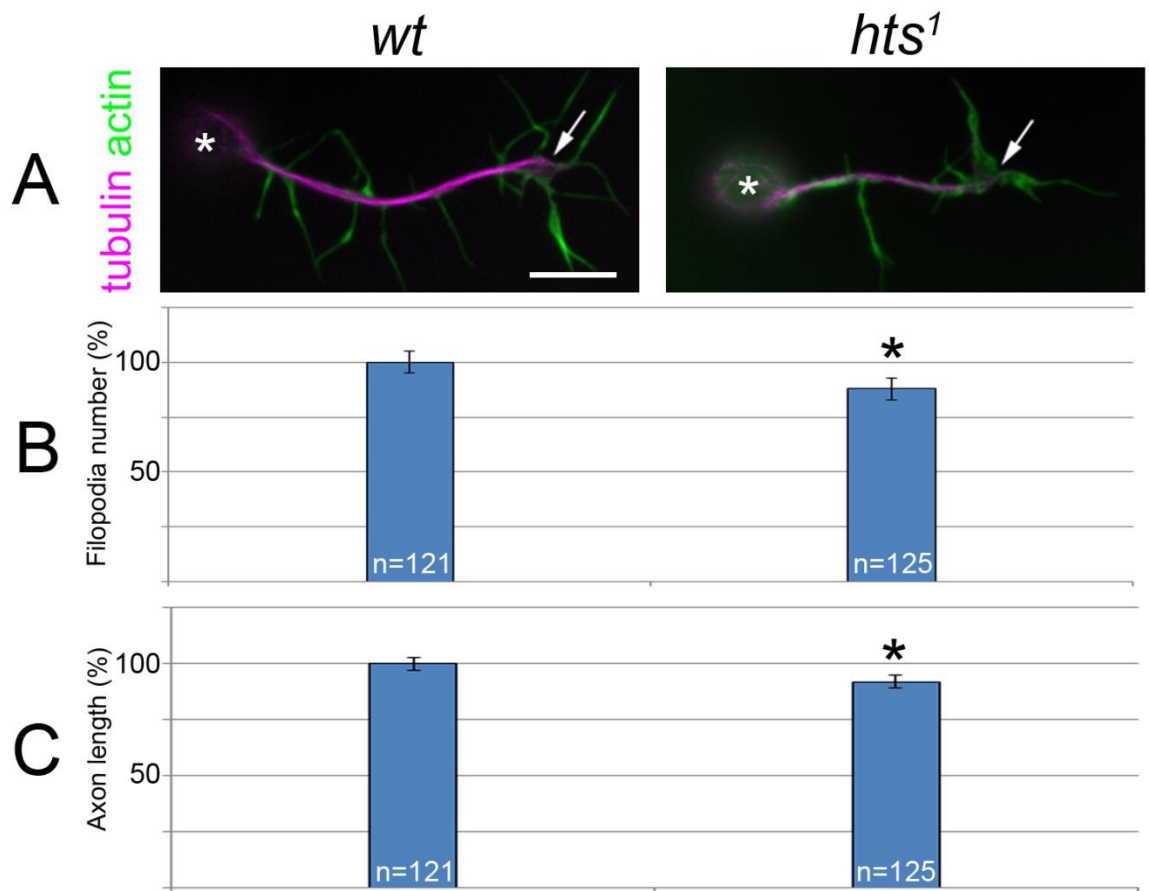 wt
hts¹
A
tubulin actin
*
*
B
Filopodia number (%)
100
50
*
n=121
n=125
C
Axon length (%)
100
50
*
n=121
n=125